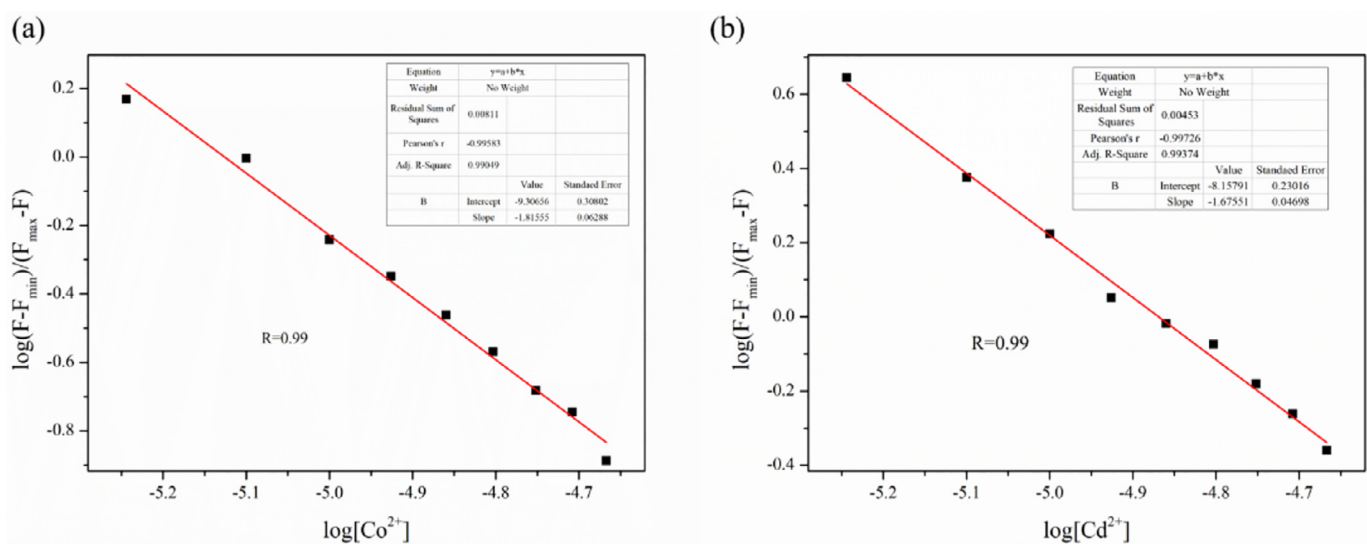 (a)
0.2
0.0
-0.2
-0.4
-0.6
-0.8
-5.2 -5.1 -5.0 -4.9 -4.8 -4.7
log(F-Fmin)/(Fmax-F)
log[Co2+]
R=0.99
Equation y=a+b*x
Weight No Weight
Residual Sum of
Squares 0.00811
Pearson's r -0.99583
Adj. R-Square 0.99049
Value Standaed Error
B Intercept -9.30656 0.30802
Slope -1.81555 0.06288
(b)
0.6
0.4
0.2
0.0
-0.2
-0.4
-5.2 -5.1 -5.0 -4.9 -4.8 -4.7
log(F-Fmin)/(Fmax-F)
log[Cd2+]
R=0.99
Equation y=a+b*x
Weight No Weight
Residual Sum of
Squares 0.00453
Pearson's r -0.99726
Adj. R-Square 0.99374
Value Standaed Error
B Intercept -8.15791 0.23016
Slope -1.67551 0.04698